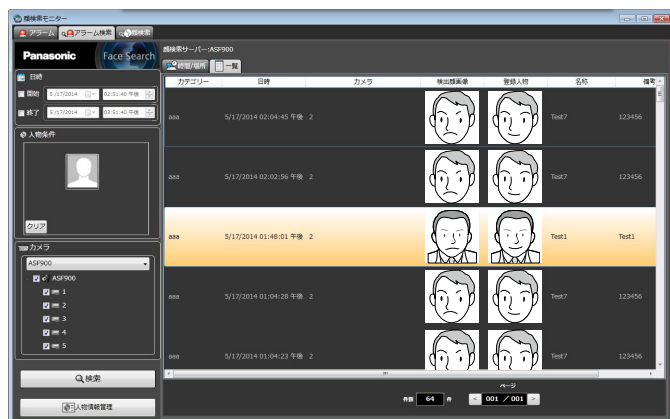 顔検索モニター
アラーム アラーム検索 顔検索
Panasonic Face Search
顔検索サーバー:ASF900
時間/場所 一覧
日時
開始 5/17/2014 02:51:40 午後
終了 5/17/2014 03:51:40 午後
人物条件
クリア
カメラ
ASF900
ASF900
1
2
3
4
5
検索
人物情報管理
カテゴリー 日時 カメラ 検出顔画像 登録人物 名称 備考
aaa 5/17/2014 02:04:45 午後 2 Test7 123456
aaa 5/17/2014 02:02:56 午後 2 Test7 123456
aaa 5/17/2014 01:48:01 午後 2 Test1 Test1
aaa 5/17/2014 01:04:28 午後 2 Test7 123456
aaa 5/17/2014 01:04:23 午後 2 Test7 123456
ページ
件数 64 件 < 001 / 001 >